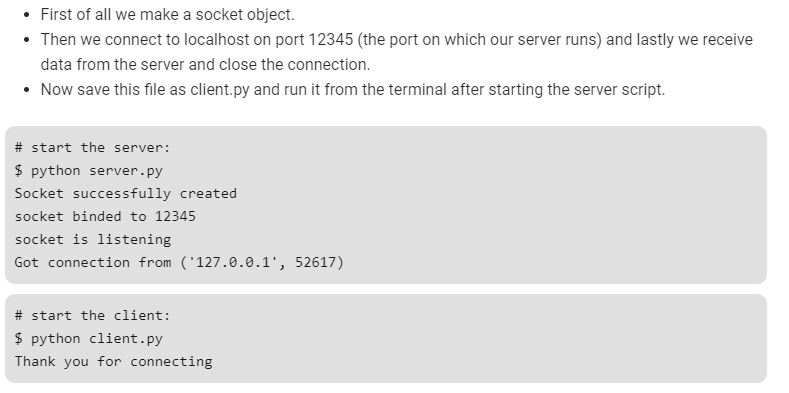 • First of all we make a socket object.
• Then we connect to localhost on port 12345 (the port on which our server runs) and lastly we receive
data from the server and close the connection.
• Now save this file as client.py and run it from the terminal after starting the server script.
# start the server:
$ python server.py
Socket successfully created
socket binded to 12345
socket is listening
Got connection from ('127.0.0.1', 52617)
# start the client:
$ python client.py
Thank you for connecting